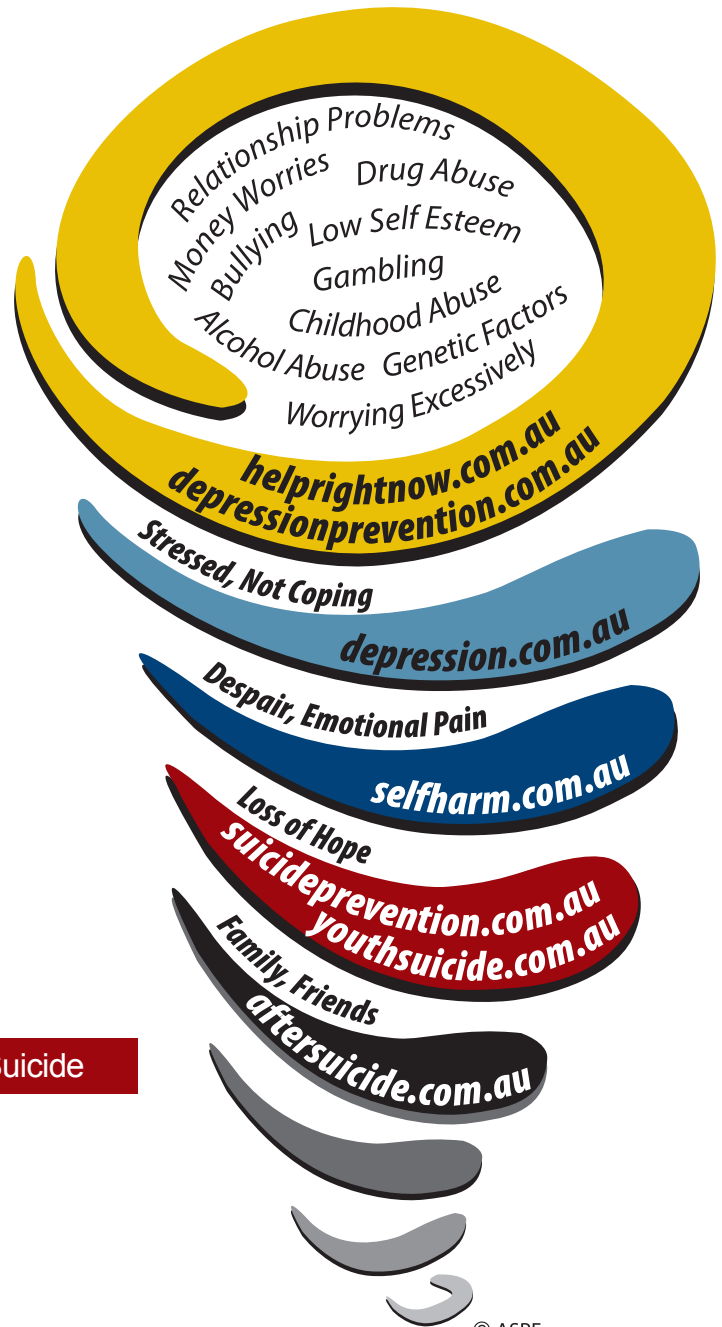 Relationship Problems
Money Worries
Drug Abuse
Bullying
Low Self Esteem
Gambling
Childhood Abuse
Alcohol Abuse
Genetic Factors
Worrying Excessively
helprightnow.com.au
depressionprevention.com.au
Stressed, Not Coping
depression.com.au
Despair, Emotional Pain
selfharm.com.au
Loss of Hope
suicideprevention.com.au
youthsuicide.com.au
Family, Friends
aftersuicide.com.au
Suicide